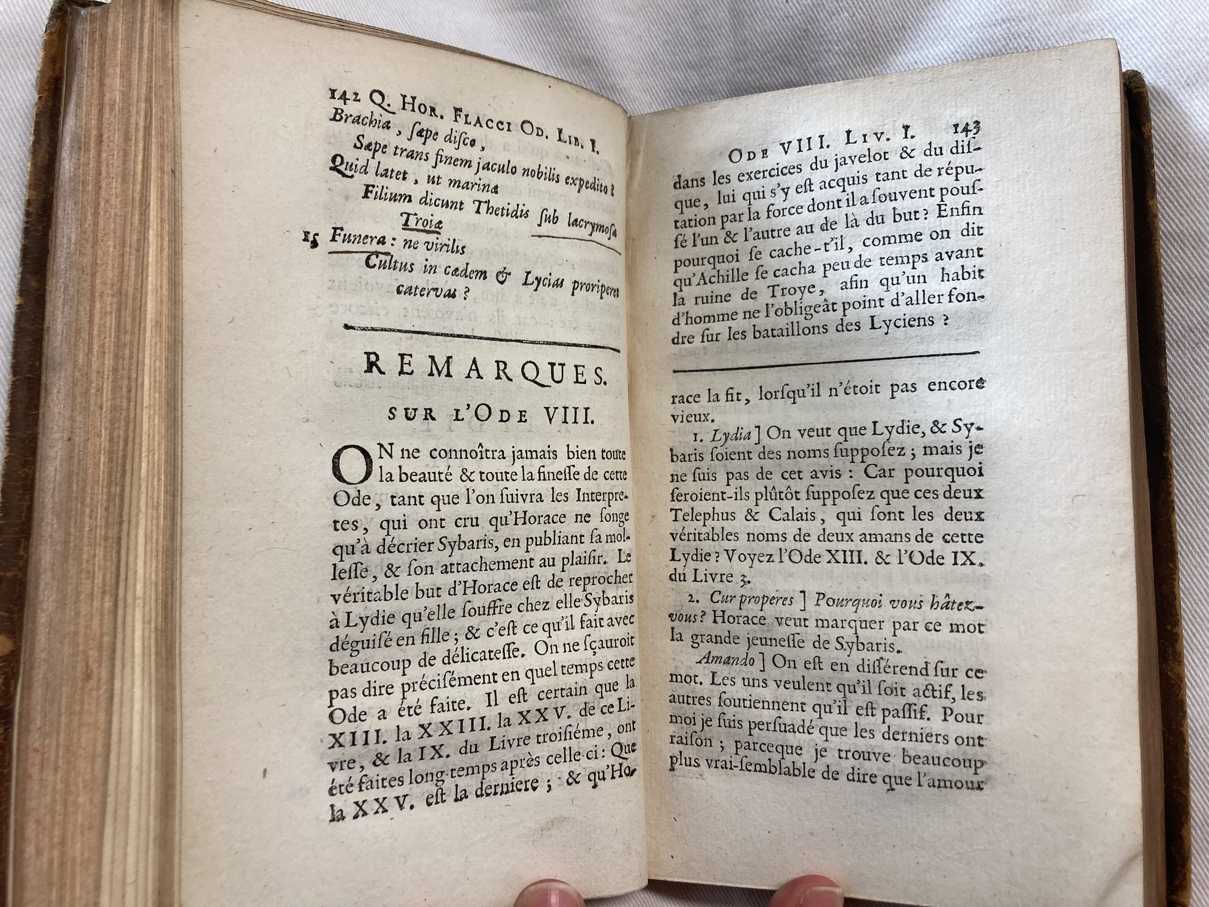 142 Q. HOR. FLACCI OD. LIB. I.
Brachia, ſæpe diſco,
Sæpe trans finem jaculo nobilis expedito?
Quid latet, ut marinæ
Filium dicunt Thetidis ſub lacrymoſa
Troiæ
15 Funera: ne virilis
Cultus in cædem & Lycias proriperet
catervas?
REMARQUES.
SUR L'ODE VIII.
ON ne connoîtra jamais bien toute
la beauté & toute la fineſſe de cette
Ode, tant que l'on ſuivra les Interpre-
tes, qui ont cru qu'Horace ne ſonge
qu'à décrier Sybaris, en publiant ſa mol-
leſſe, & ſon attachement au plaiſir. Le
véritable but d'Horace eſt de reprocher
à Lydie qu'elle ſouffre chez elle Sybaris
déguiſé en fille; & c'eſt ce qu'il fait avec
beaucoup de délicateſſe. On ne ſçauroit
pas dire préciſément en quel temps cette
Ode a été faite. Il eſt certain que la
XIII. la XXIII. la XXV. de ce Li-
vre, & la IX. du Livre troiſiéme, ont
été faites long-temps après celle-ci: Que
la XXV. eſt la derniere; & qu'Ho-
ODE VIII. LIV. I. 143
dans les exercices du javelot & du diſ-
que, lui qui s'y eſt acquis tant de répu-
tation par la force dont il a ſouvent pouſ-
ſé l'un & l'autre au de là du but? Enfin
pourquoi ſe cache-t'il, comme on dit
qu'Achille ſe cacha peu de temps avant
la ruine de Troye, afin qu'un habit
d'homme ne l'obligeât point d'aller fon-
dre ſur les bataillons des Lyciens?
race la fit, lorſqu'il n'étoit pas encore
vieux.
1. Lydia] On veut que Lydie, & Sy-
baris ſoient des noms ſuppoſez; mais je
ne ſuis pas de cet avis: Car pourquoi
ſeroient-ils plûtôt ſuppoſez que ces deux
Telephus & Calais, qui ſont les deux
véritables noms de deux amans de cette
Lydie? Voyez l'Ode XIII. & l'Ode IX.
du Livre 3.
2. Cur properes] Pourquoi vous hâtez-
vous? Horace veut marquer par ce mot
la grande jeuneſſe de Sybaris.
Amando] On eſt en différend ſur ce
mot. Les uns veulent qu'il ſoit actif, les
autres ſoutiennent qu'il eſt paſſif. Pour
moi je ſuis perſuadé que les derniers ont
raiſon; parceque je trouve beaucoup
plus vrai-ſemblable de dire que l'amour